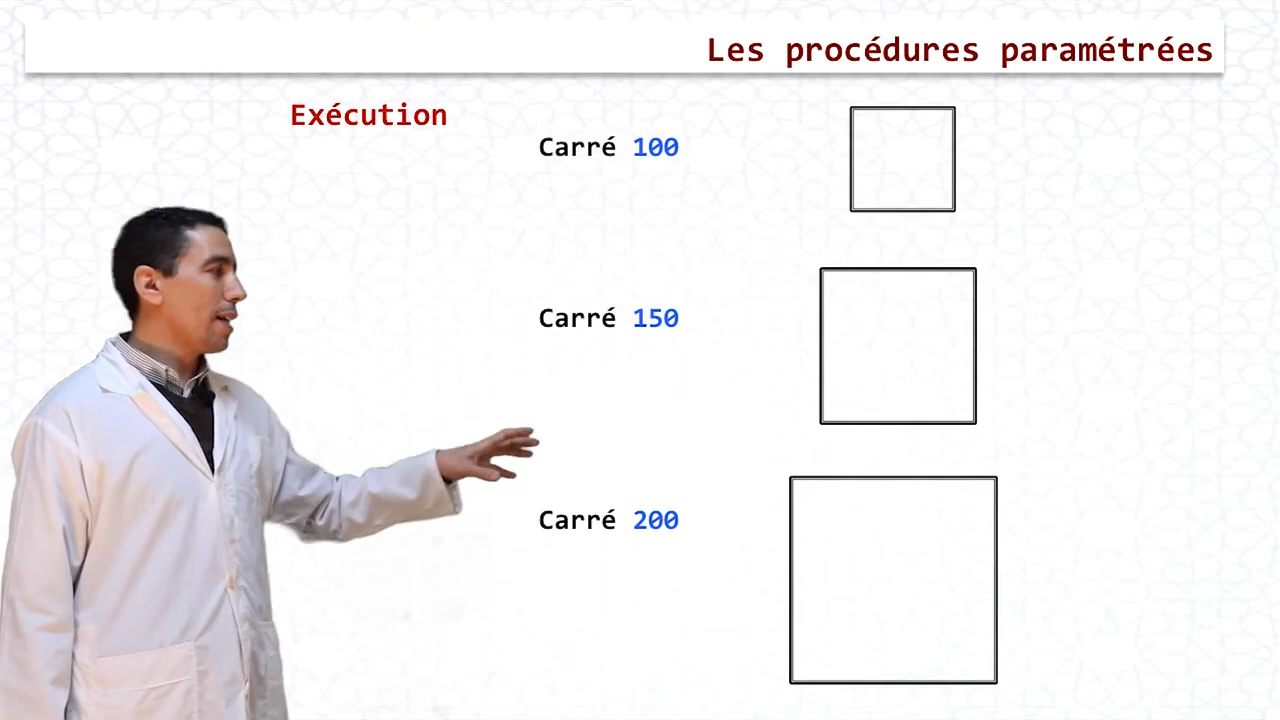 Les procédures paramétrées
Exécution
Carré 100
Carré 150
Carré 200